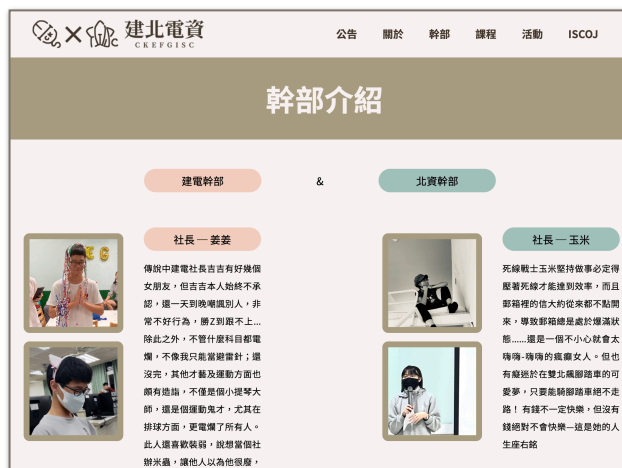 建北電資
CKEFGISC
公告 關於 幹部 課程 活動 ISCOJ
幹部介紹
建電幹部 & 北資幹部
社長 — 姜姜
傳說中建電社長吉吉有好幾個
女朋友，但吉吉本人始終不承
認，還一天到晚嘲諷別人，非
常不好行為，勝Z到跟不上...
除此之外，不管什麼科目都電
爛，不像我只能當避雷針；還
沒完，其他才藝及運動方面也
頗有造詣，不僅是個小提琴大
師，還是個運動鬼才，尤其在
排球方面，更電爛了所有人。
此人還喜歡裝弱，說想當個社
辦米蟲，讓他人以為他很廢，
社長 — 玉米
死線戰士玉米堅持做事必定得
壓著死線才能達到效率，而且
郵箱裡的信大約從來都不點開
來，導致郵箱總是處於爆滿狀
態......還是一個不小心就會太
嗨嗨-嗨嗨的瘋癲女人。但也
有癡迷於在雙北飆腳踏車的可
愛夢，只要能騎腳踏車絕不走
路！有錢不一定快樂，但沒有
錢絕對不會快樂—這是她的人
生座右銘